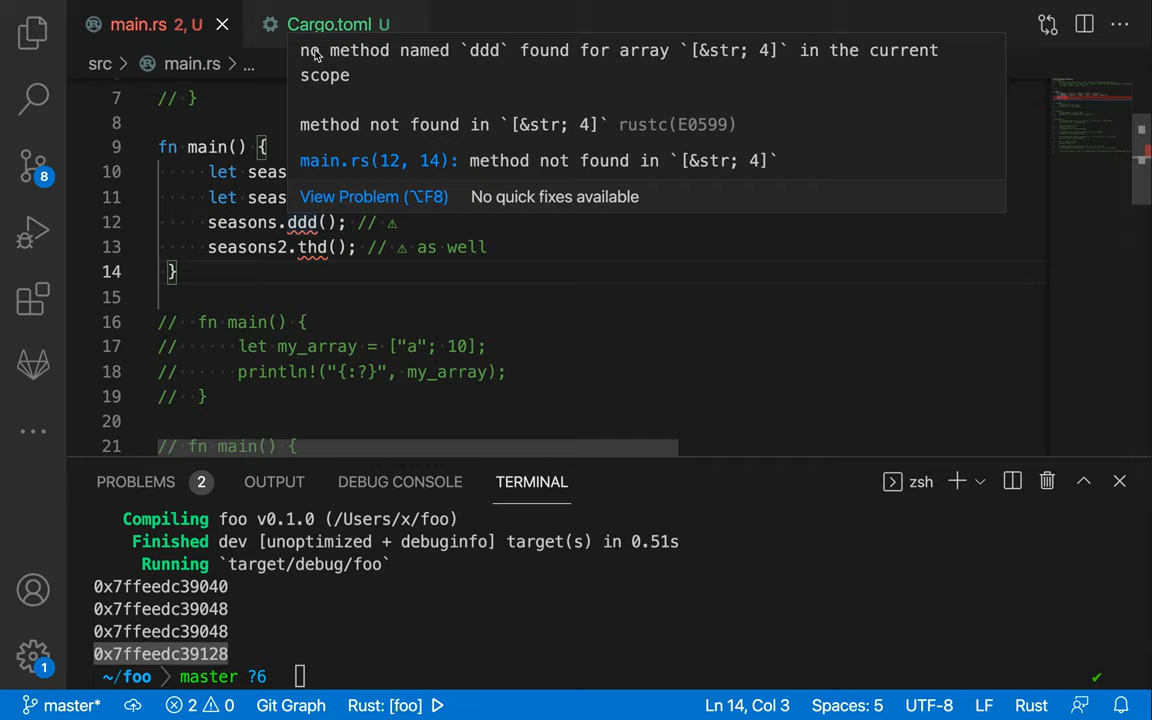 main.rs 2, U
Cargo.toml U
src > main.rs > ...
no method named `ddd` found for array `[&str; 4]` in the current
scope
method not found in `[&str; 4]` rustc(E0599)
main.rs(12, 14): method not found in `[&str; 4]`
View Problem (⌥F8) No quick fixes available
7 // }
8
9 fn main() {
10 let seas
11 let seas
12 seasons.ddd(); // ⚠
13 seasons2.thd(); // ⚠ as well
14 }
15
16 // fn main() {
17 // let my_array = ["a"; 10];
18 // println!("{:?}", my_array);
19 // }
20
21 // fn main() {
8
PROBLEMS 2 OUTPUT DEBUG CONSOLE TERMINAL
zsh
Compiling foo v0.1.0 (/Users/x/foo)
Finished dev [unoptimized + debuginfo] target(s) in 0.51s
Running `target/debug/foo`
0x7ffeedc39040
0x7ffeedc39048
0x7ffeedc39048
0x7ffeedc39128
~/foo > master ?6
1
master* 2 0 Git Graph Rust: [foo] Ln 14, Col 3 Spaces: 5 UTF-8 LF Rust